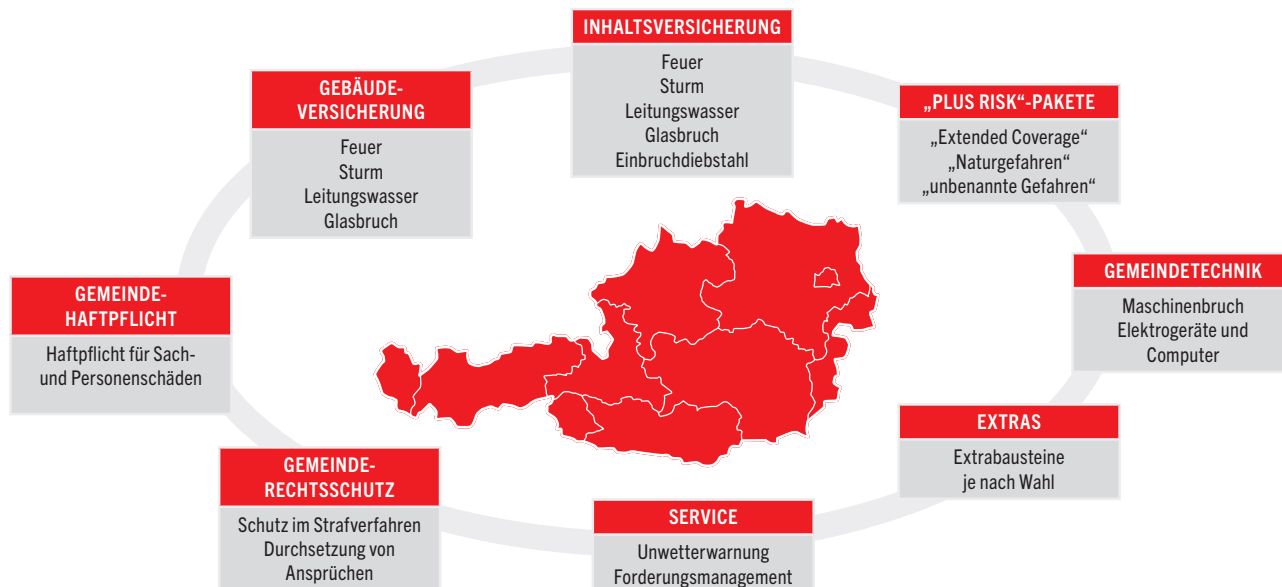 INHALTSVERSICHERUNG
Feuer
Sturm
Leitungswasser
Glasbruch
Einbruchdiebstahl
GEBÄUDE-
VERSICHERUNG
Feuer
Sturm
Leitungswasser
Glasbruch
„PLUS RISK“-PAKETE
„Extended Coverage“
„Naturgefahren“
„unbenannte Gefahren“
GEMEINDE-
HAFTPFLICHT
Haftpflicht für Sach-
und Personenschäden
GEMEINDETECHNIK
Maschinenbruch
Elektrogeräte und
Computer
EXTRAS
Extrabausteine
je nach Wahl
GEMEINDE-
RECHTSSCHUTZ
Schutz im Strafverfahren
Durchsetzung von
Ansprüchen
SERVICE
Unwetterwarnung
Forderungsmanagement